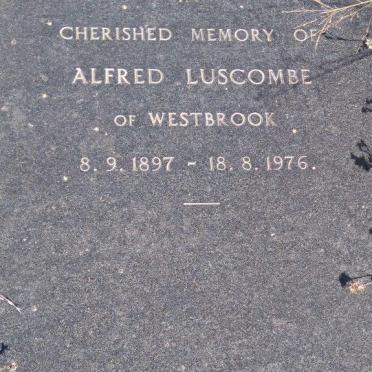 CHERISHED MEMORY OF
ALFRED LUSCOMBE
OF WESTBROOK
8. 9. 1897 - 18. 8. 1976.